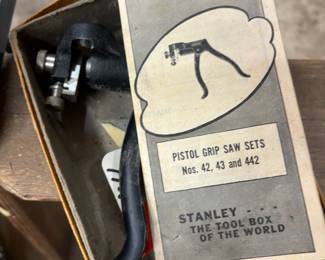 PISTOL GRIP SAW SETS
Nos. 42, 43 and 442
STANLEY - - -
THE TOOL BOX
OF THE WORLD